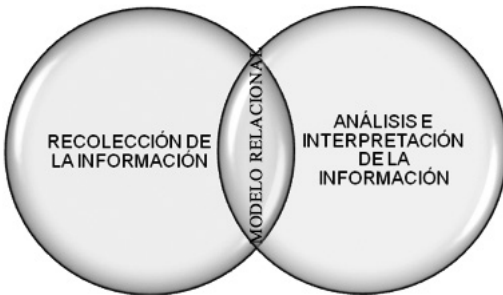 RECOLECCIÓN DE
LA INFORMACIÓN
MODELO RELACIONAL
ANÁLISIS E
INTERPRETACIÓN
DE LA
INFORMACIÓN